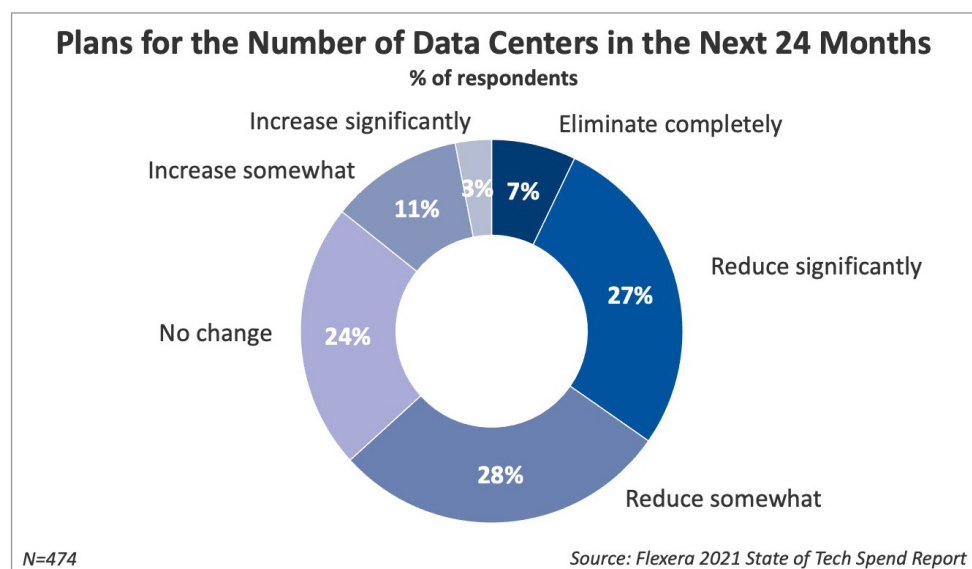 Plans for the Number of Data Centers in the Next 24 Months
% of respondents
Increase significantly
Eliminate completely
Increase somewhat
3%
7%
11%
Reduce significantly
27%
No change
24%
28%
Reduce somewhat
N=474
Source: Flexera 2021 State of Tech Spend Report